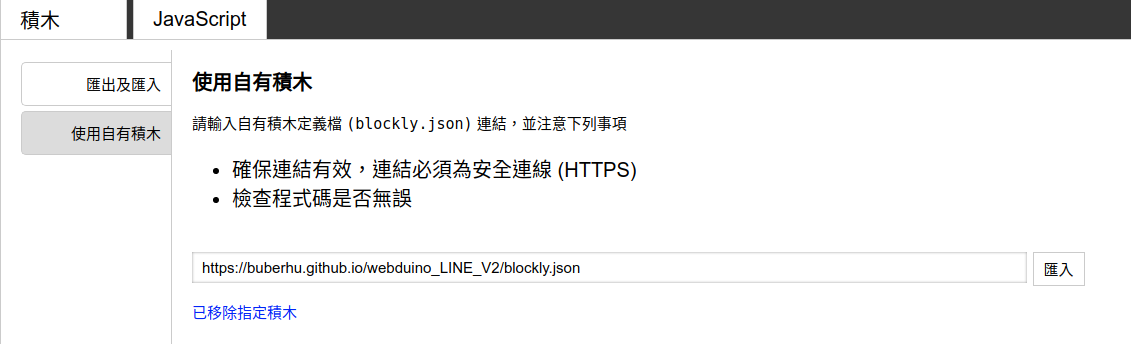 積木
JavaScript
匯出及匯入
使用自有積木
使用自有積木
請輸入自有積木定義檔 (blockly.json) 連結，並注意下列事項
• 確保連結有效，連結必須為安全連線 (HTTPS)
• 檢查程式碼是否無誤
https://buberhu.github.io/webduino_LINE_V2/blockly.json
匯入
已移除指定積木